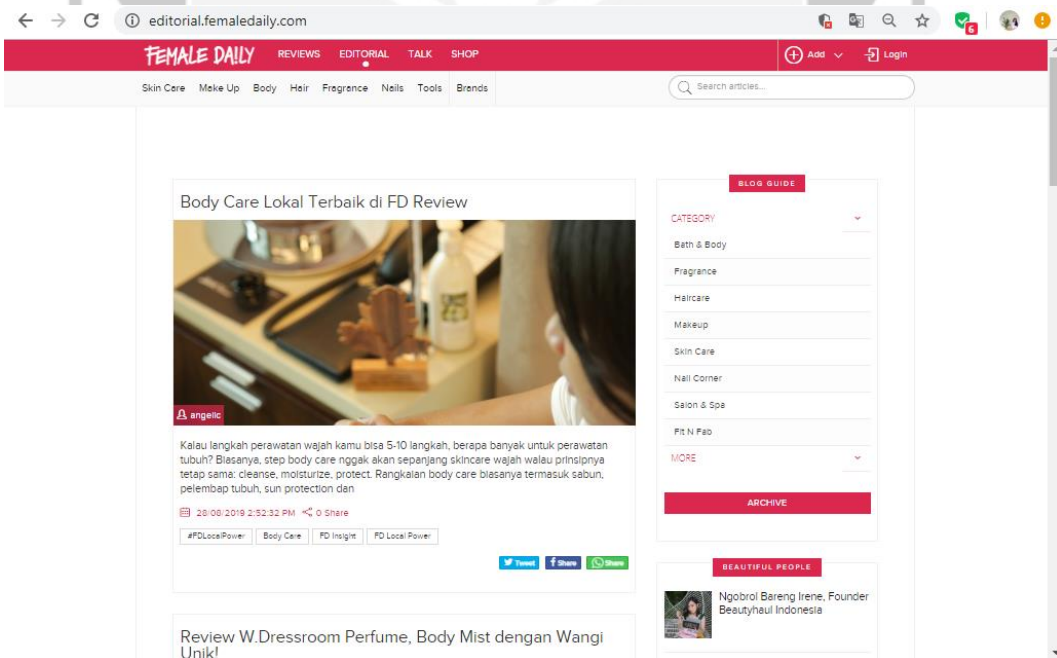 editorial.femaledaily.com
6
FEMALE DAILY REVIEWS EDITORIAL TALK SHOP Add Login
Skin Care Make Up Body Hair Fragrance Nails Tools Brands Search articles...
Body Care Lokal Terbaik di FD Review
angelic
Kalau langkah perawatan wajah kamu bisa 5-10 langkah, berapa banyak untuk perawatan
tubuh? Biasanya, step body care nggak akan sepanjang skincare wajah walau prinsipnya
tetap sama: cleanse, moisturize, protect. Rangkaian body care biasanya termasuk sabun,
pelembap tubuh, sun protection dan
28/08/2019 2:52:32 PM 0 Share
#FDLocalPower Body Care FD Insight FD Local Power
Tweet Share Share
Review W.Dressroom Perfume, Body Mist dengan Wangi
Unik!
BLOG GUIDE
CATEGORY
Bath & Body
Fragrance
Haircare
Makeup
Skin Care
Nail Corner
Salon & Spa
Fit N Fab
MORE
ARCHIVE
BEAUTIFUL PEOPLE
Ngobrol Bareng Irene, Founder
Beautyhaul Indonesia